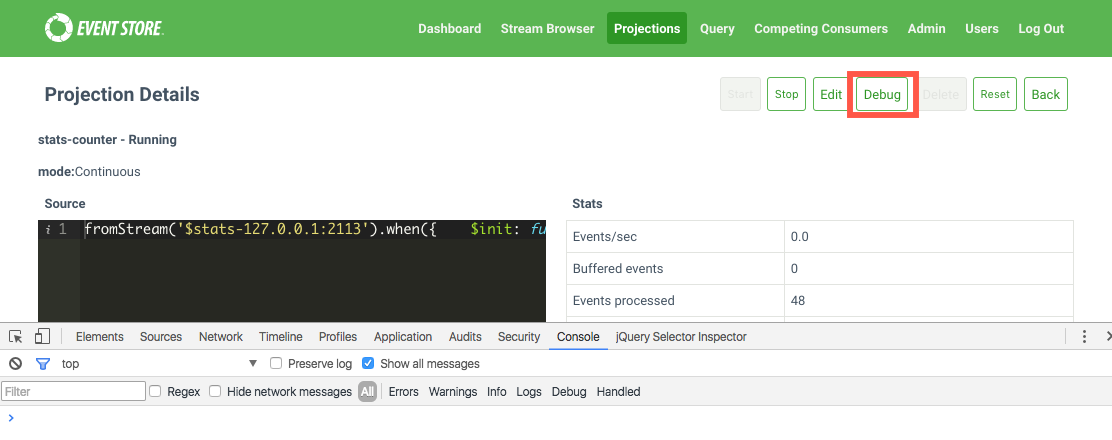 EVENT STORE Dashboard Stream Browser Projections Query Competing Consumers Admin Users Log Out
Projection Details Start Stop Edit Debug Delete Reset Back
stats-counter - Running
mode:Continuous
Source Stats
i 1 fromStream('$stats-127.0.0.1:2113').when({ $init: fu
Events/sec 0.0
Buffered events 0
Events processed 48
Elements Sources Network Timeline Profiles Application Audits Security Console jQuery Selector Inspector
top Preserve log Show all messages
Filter Regex Hide network messages All Errors Warnings Info Logs Debug Handled